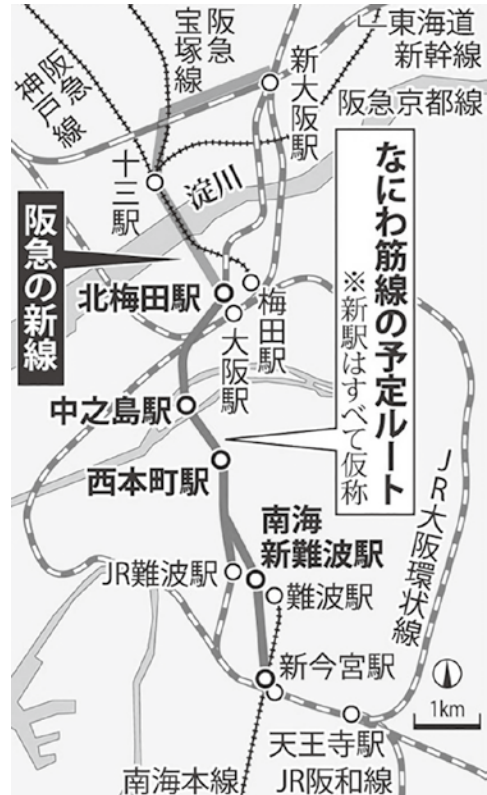 東海道
新幹線
阪急
宝塚線
阪急
神戸線
新大阪駅
阪急京都線
十三駅
淀川
なにわ筋線の予定ルート
※新駅はすべて仮称
阪急の新線
北梅田駅
梅田駅
大阪駅
中之島駅
西本町駅
JR大阪環状線
南海
新難波駅
JR難波駅
難波駅
新今宮駅
1km
天王寺駅
南海本線
JR阪和線